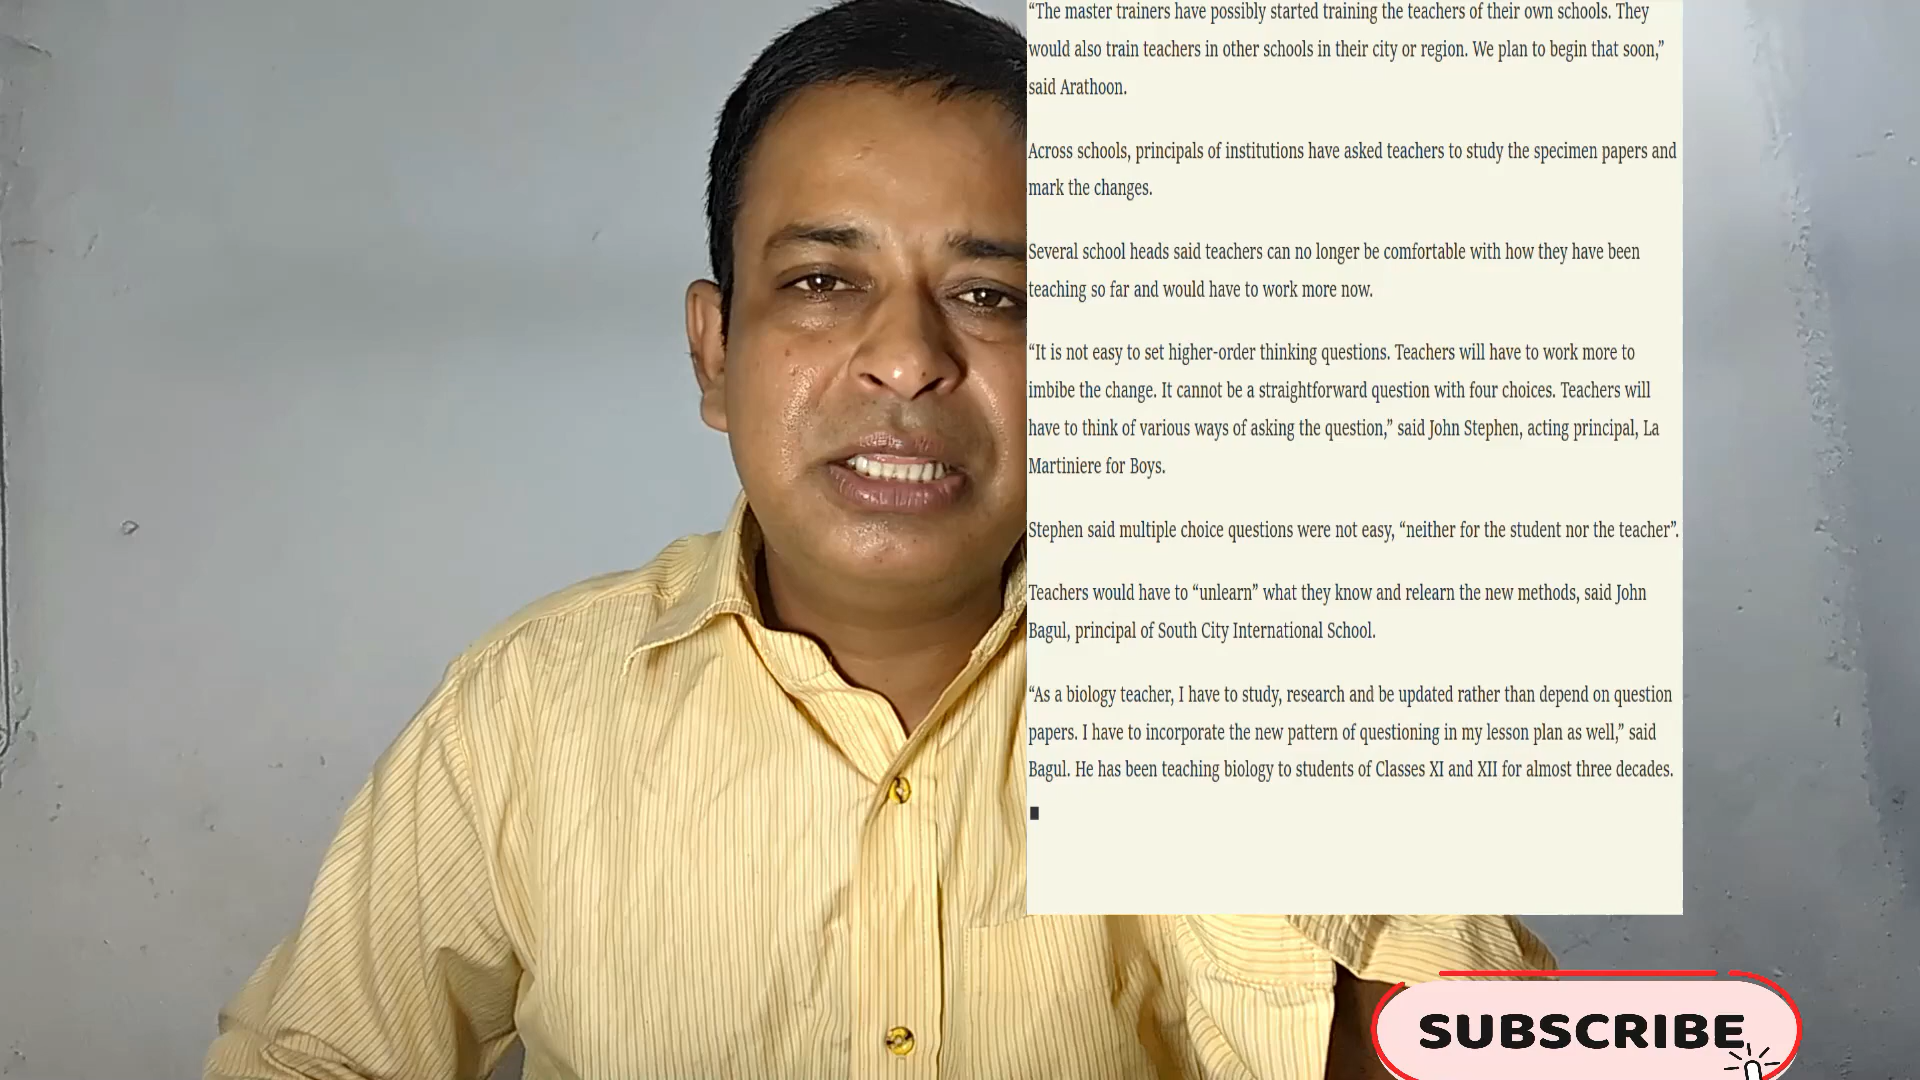 “The master trainers have possibly started training the teachers of their own schools. They
would also train teachers in other schools in their city or region. We plan to begin that soon,”
said Arathoon.
Across schools, principals of institutions have asked teachers to study the specimen papers and
mark the changes.
Several school heads said teachers can no longer be comfortable with how they have been
teaching so far and would have to work more now.
“It is not easy to set higher-order thinking questions. Teachers will have to work more to
imbibe the change. It cannot be a straightforward question with four choices. Teachers will
have to think of various ways of asking the question,” said John Stephen, acting principal, La
Martiniere for Boys.
Stephen said multiple choice questions were not easy, “neither for the student nor the teacher”.
Teachers would have to “unlearn” what they know and relearn the new methods, said John
Bagul, principal of South City International School.
“As a biology teacher, I have to study, research and be updated rather than depend on question
papers. I have to incorporate the new pattern of questioning in my lesson plan as well,” said
Bagul. He has been teaching biology to students of Classes XI and XII for almost three decades.
SUBSCRIBE